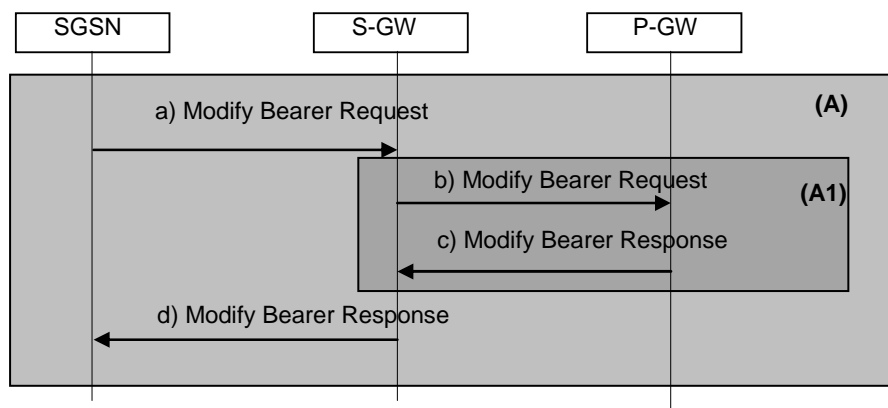 SGSN
S-GW
P-GW
(A)
a) Modify Bearer Request
b) Modify Bearer Request
(A1)
c) Modify Bearer Response
d) Modify Bearer Response